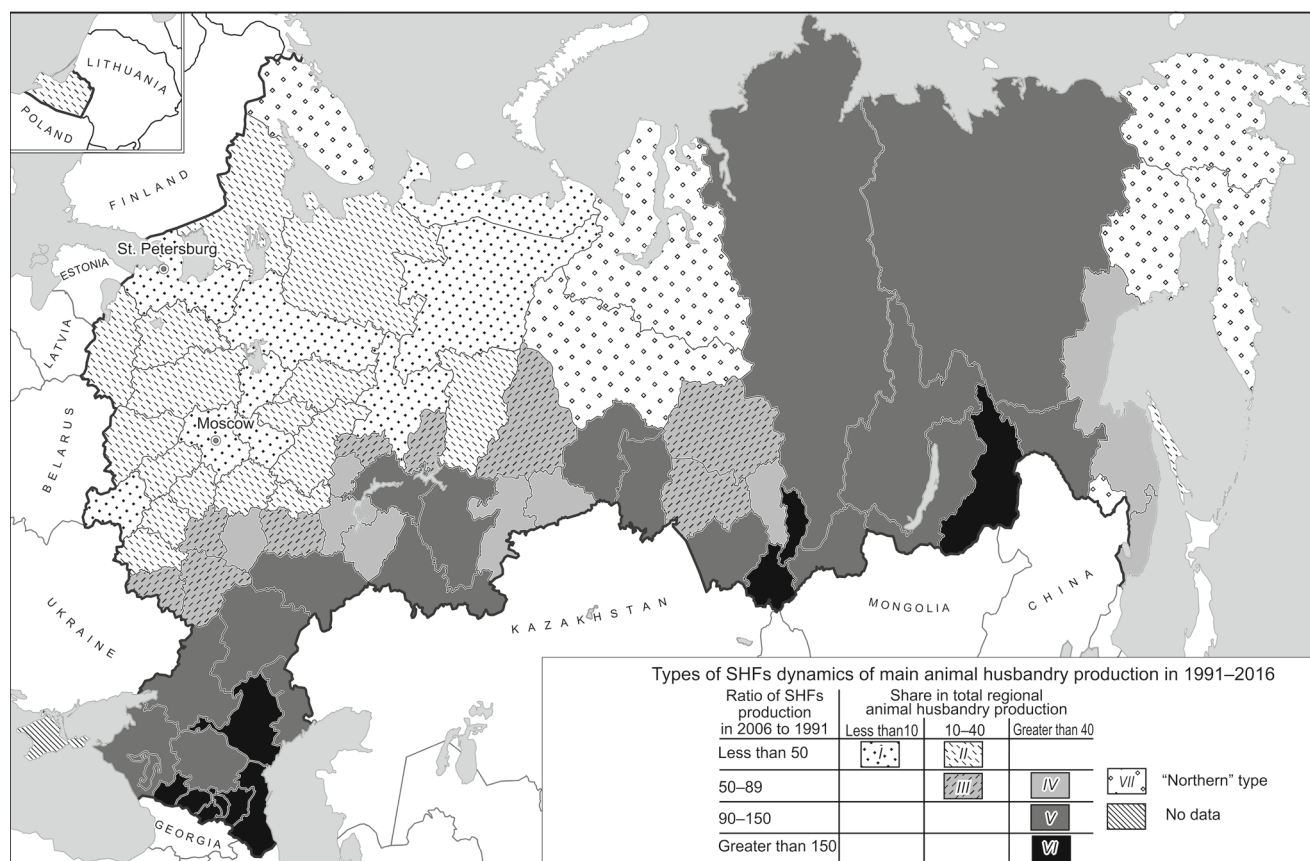 LITHUANIA
POLAND
FINLAND
St. Petersburg
ESTONIA
LATVIA
Moscow
BELARUS
UKRAINE
KAZAKHSTAN
MONGOLIA
CHINA
GEORGIA
Types of SHFs dynamics of main animal husbandry production in 1991–2016
Ratio of SHFs
production
in 2006 to 1991
Share in total regional
animal husbandry production
Less than10 10–40 Greater than 40
Less than 50 I II
50–89 III IV
90–150 V
Greater than 150 VI
VII “Northern” type
No data